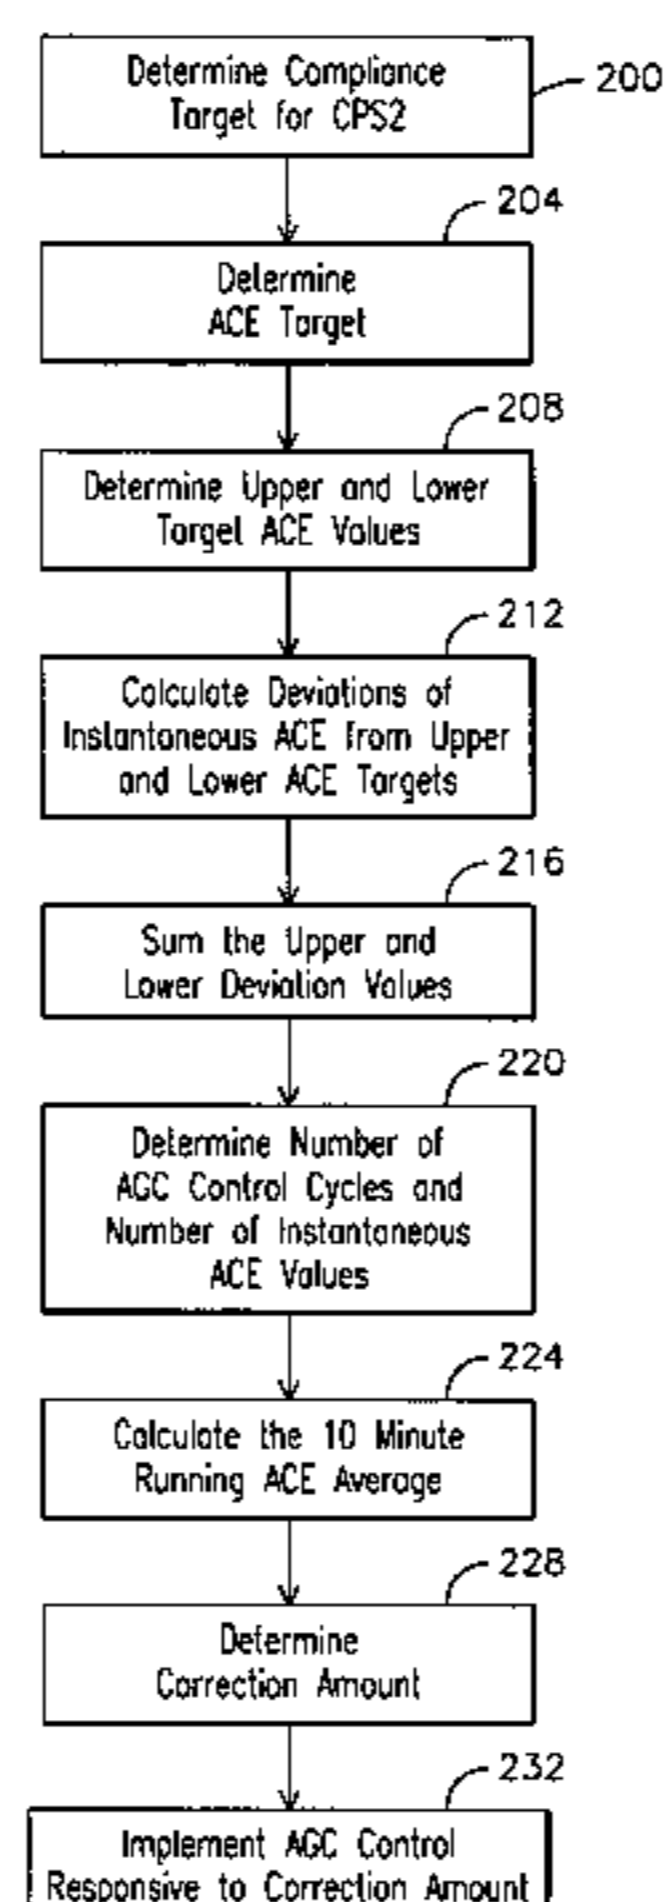 Determine Compliance
Target for CPS2
200
204
Determine
ACE Target
208
Determine Upper and Lower
Target ACE Values
212
Calculate Deviations of
Instantaneous ACE from Upper
and Lower ACE Targets
216
Sum the Upper and
Lower Deviation Values
220
Determine Number of
AGC Control Cycles and
Number of Instantaneous
ACE Values
224
Calculate the 10 Minute
Running ACE Average
228
Determine
Correction Amount
232
Implement AGC Control
Responsive to Correction Amount